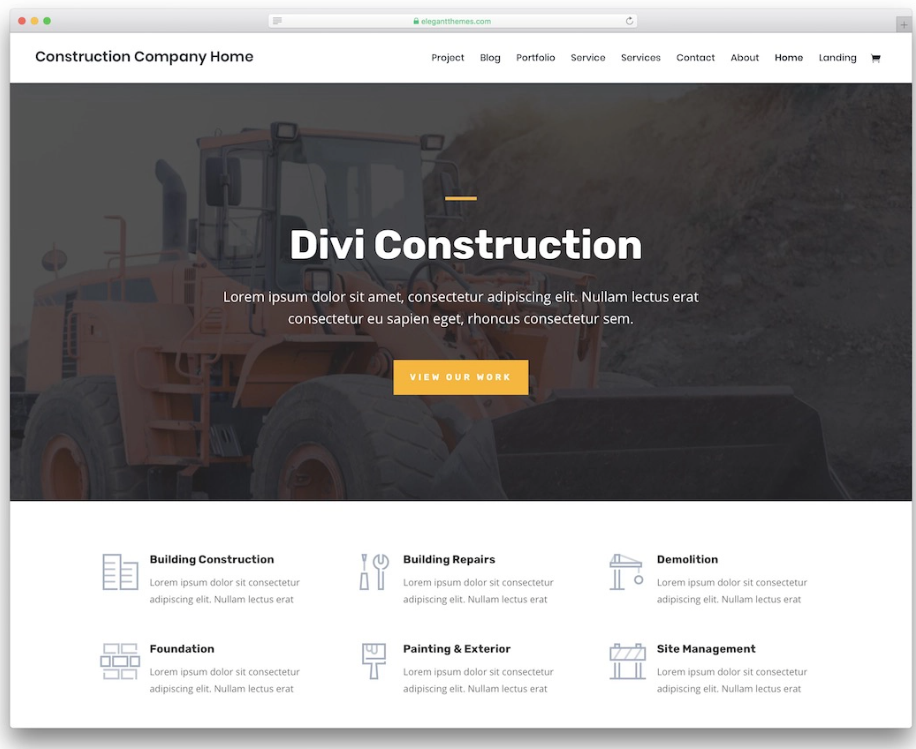 elegantthemes.com
Construction Company Home
Project Blog Portfolio Service Services Contact About Home Landing
Divi Construction
Lorem ipsum dolor sit amet, consectetur adipiscing elit. Nullam lectus erat
consectetur eu sapien eget, rhoncus consectetur sem.
VIEW OUR WORK
Building Construction
Lorem ipsum dolor sit consectetur
adipiscing elit. Nullam lectus erat
Building Repairs
Lorem ipsum dolor sit consectetur
adipiscing elit. Nullam lectus erat
Demolition
Lorem ipsum dolor sit consectetur
adipiscing elit. Nullam lectus erat
Foundation
Lorem ipsum dolor sit consectetur
adipiscing elit. Nullam lectus erat
Painting & Exterior
Lorem ipsum dolor sit consectetur
adipiscing elit. Nullam lectus erat
Site Management
Lorem ipsum dolor sit consectetur
adipiscing elit. Nullam lectus erat